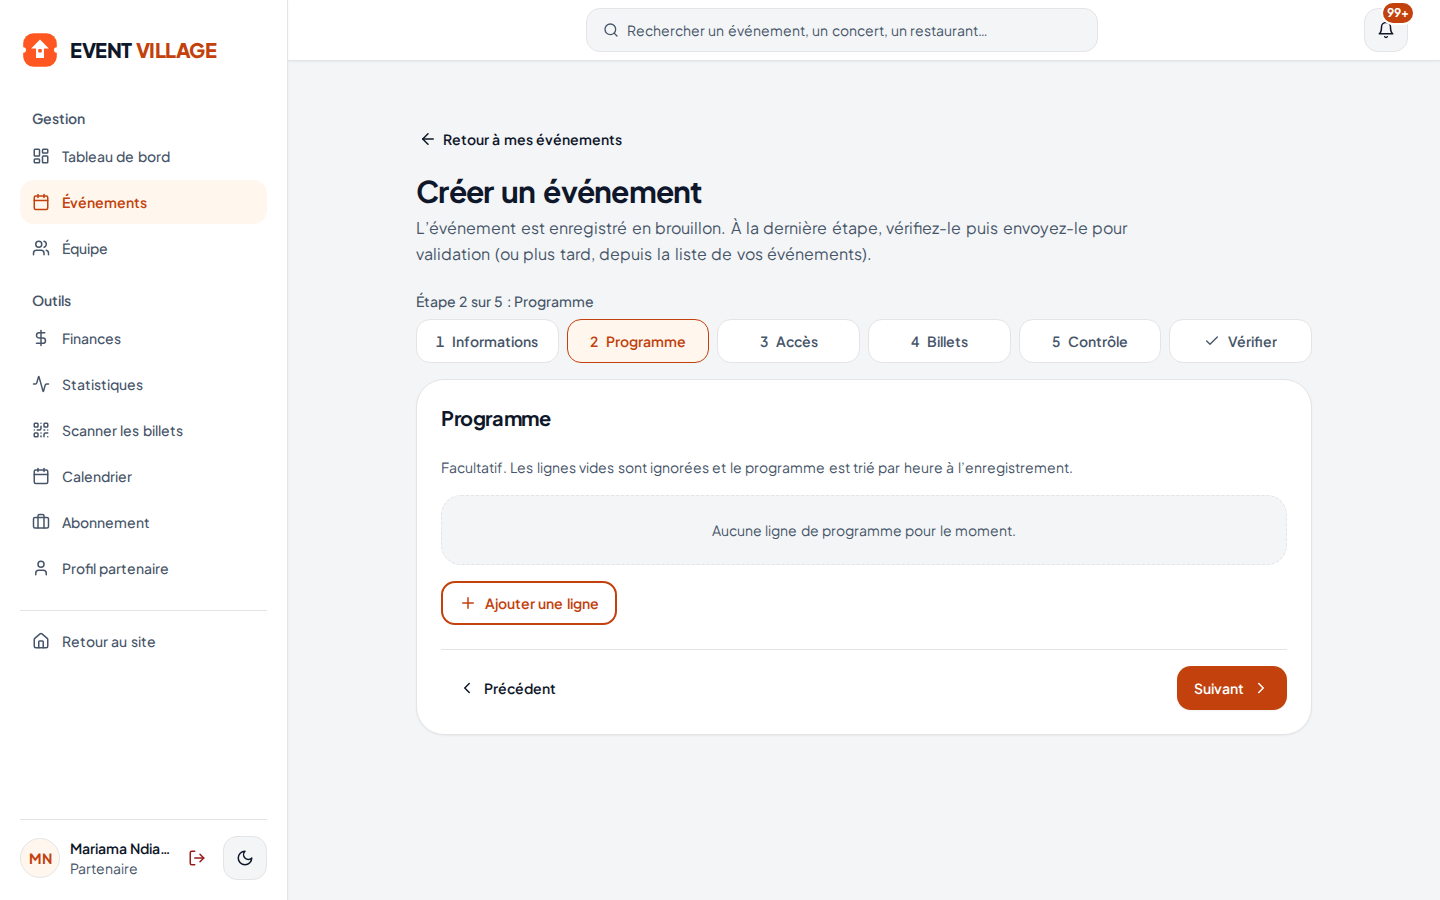 EVENT VILLAGE
Rechercher un événement, un concert, un restaurant...
99+
Gestion
Tableau de bord
Événements
Équipe
Outils
Finances
Statistiques
Scanner les billets
Calendrier
Abonnement
Profil partenaire
Retour au site
MN
Mariama Ndia...
Partenaire
Retour à mes événements
Créer un événement
L'événement est enregistré en brouillon. À la dernière étape, vérifiez-le puis envoyez-le pour
validation (ou plus tard, depuis la liste de vos événements).
Étape 2 sur 5 : Programme
1 Informations
2 Programme
3 Accès
4 Billets
5 Contrôle
Vérifier
Programme
Facultatif. Les lignes vides sont ignorées et le programme est trié par heure à l'enregistrement.
Aucune ligne de programme pour le moment.
Ajouter une ligne
Précédent
Suivant